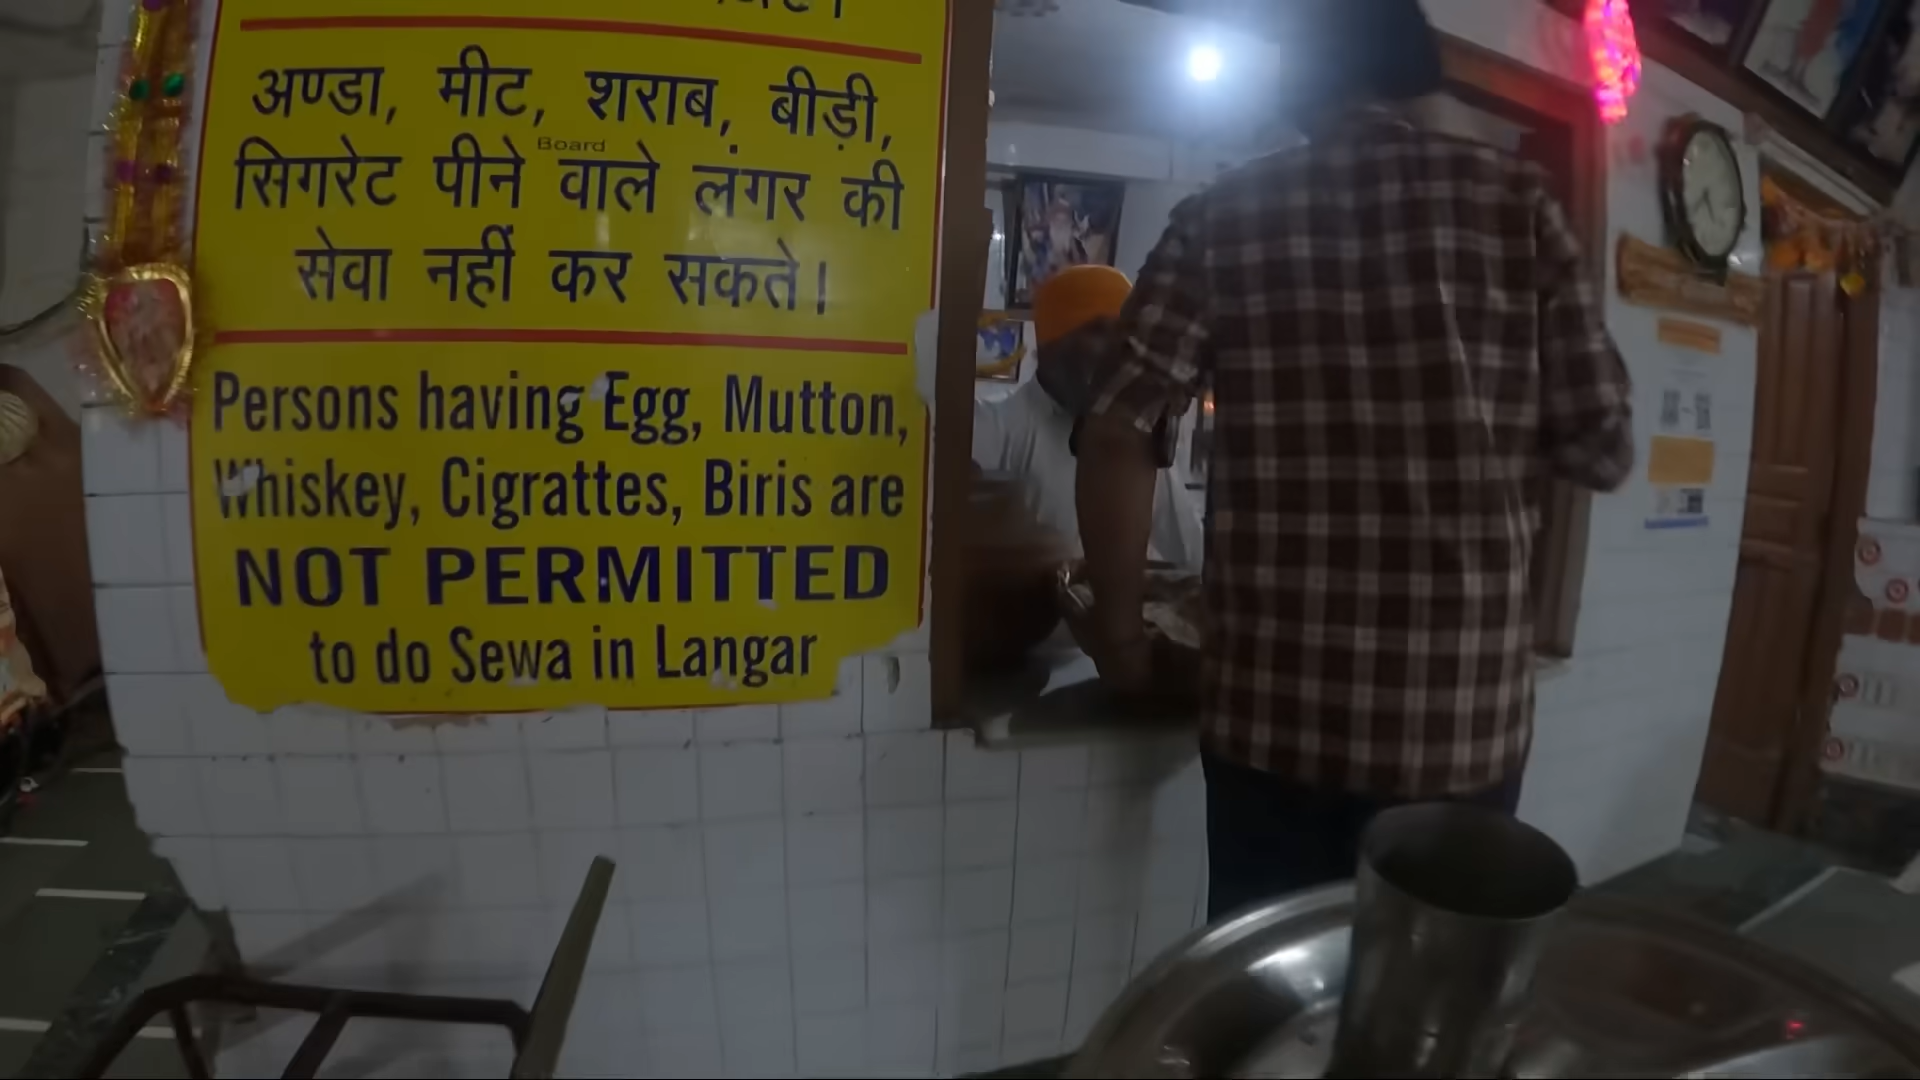 अण्डा, मीट, शराब, बीड़ी,
सिगरेट पीने वाले लंगर की
सेवा नहीं कर सकते।
Board
Persons having Egg, Mutton,
Whiskey, Cigrattes, Biris are
NOT PERMITTED
to do Sewa in Langar